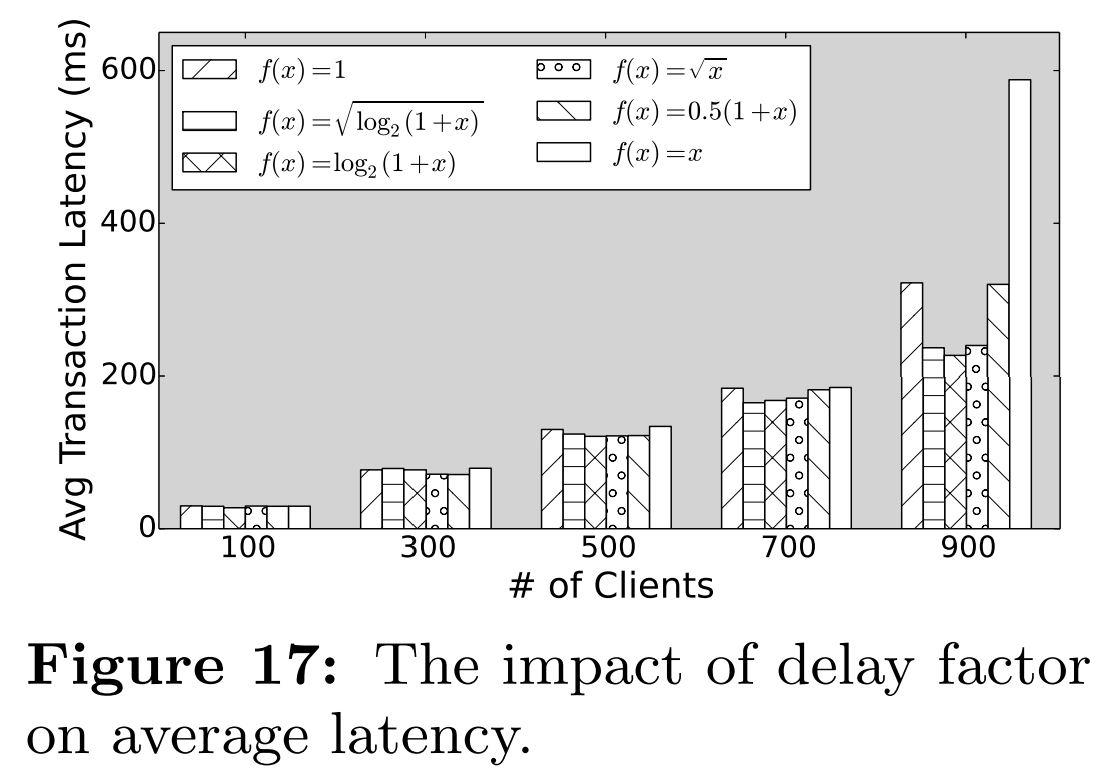 Avg Transaction Latency (ms)
600
400
200
0
f(x)=1
f(x)=√log₂(1+x)
f(x)=log₂(1+x)
f(x)=√x
f(x)=0.5(1+x)
f(x)=x
100 300 500 700 900
# of Clients
Figure 17: The impact of delay factor
on average latency.